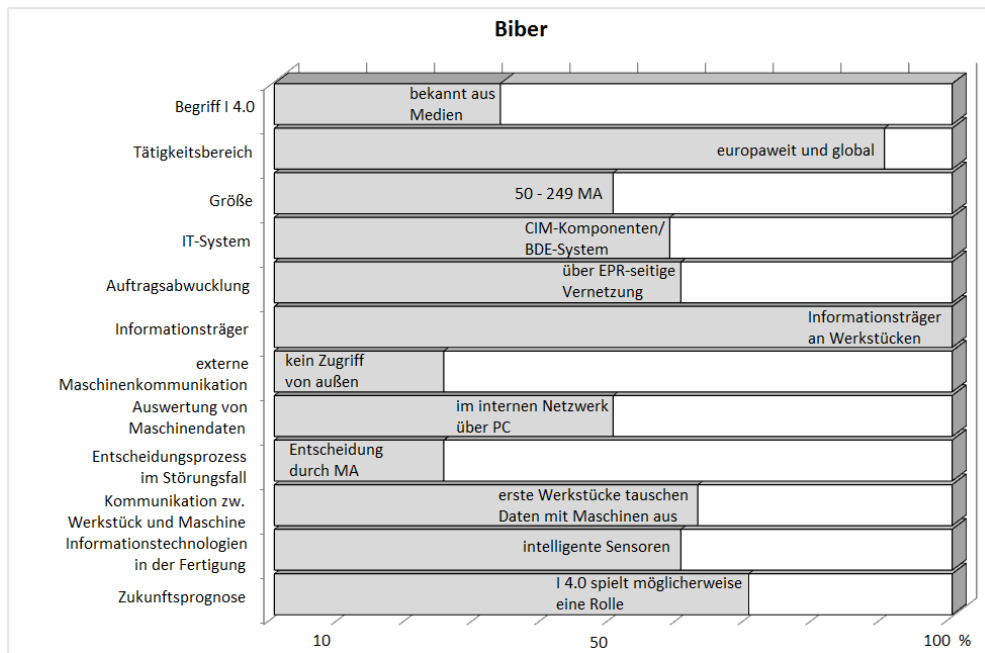 Biber
Begriff I 4.0
bekannt aus
Medien
Tätigkeitsbereich
europaweit und global
Größe
50 - 249 MA
IT-System
CIM-Komponenten/
BDE-System
Auftragsabwucklung
über EPR-seitige
Vernetzung
Informationsträger
Informationsträger
an Werkstücken
externe
Maschinenkommunikation
kein Zugriff
von außen
Auswertung von
Maschinendaten
im internen Netzwerk
über PC
Entscheidungsprozess
im Störungsfall
Entscheidung
durch MA
Kommunikation zw.
Werkstück und Maschine
erste Werkstücke tauschen
Daten mit Maschinen aus
Informationstechnologien
in der Fertigung
intelligente Sensoren
Zukunftsprognose
I 4.0 spielt möglicherweise
eine Rolle
10 50 100 %